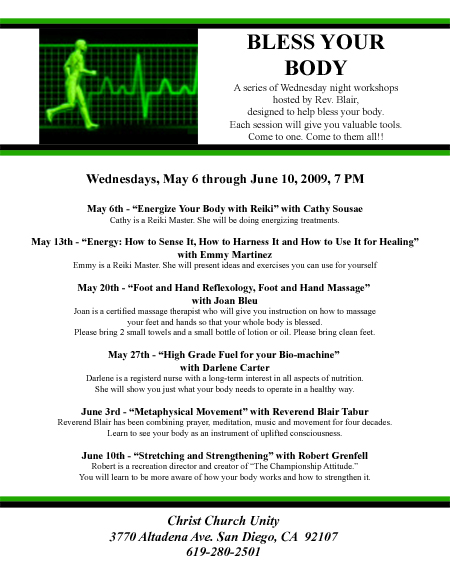 BLESS YOUR
BODY
A series of Wednesday night workshops
hosted by Rev. Blair,
designed to help bless your body.
Each session will give you valuable tools.
Come to one. Come to them all!!
Wednesdays, May 6 through June 10, 2009, 7 PM
May 6th - “Energize Your Body with Reiki” with Cathy Sousae
Cathy is a Reiki Master. She will be doing energizing treatments.
May 13th - “Energy: How to Sense It, How to Harness It and How to Use It for Healing”
with Emmy Martinez
Emmy is a Reiki Master. She will present ideas and exercises you can use for yourself
May 20th - “Foot and Hand Reflexology, Foot and Hand Massage”
with Joan Bleu
Joan is a certified massage therapist who will give you instruction on how to massage
your feet and hands so that your whole body is blessed.
Please bring 2 small towels and a small bottle of lotion or oil. Please bring clean feet.
May 27th - “High Grade Fuel for your Bio-machine”
with Darlene Carter
Darlene is a registerd nurse with a long-term interest in all aspects of nutrition.
She will show you just what your body needs to operate in a healthy way.
June 3rd - “Metaphysical Movement” with Reverend Blair Tabur
Reverend Blair has been combining prayer, meditation, music and movement for four decades.
Learn to see your body as an instrument of uplifted consciousness.
June 10th - “Stretching and Strengthening” with Robert Grenfell
Robert is a recreation director and creator of “The Championship Attitude.”
You will learn to be more aware of how your body works and how to strengthen it.
Christ Church Unity
3770 Altadena Ave. San Diego, CA  92107
619-280-2501